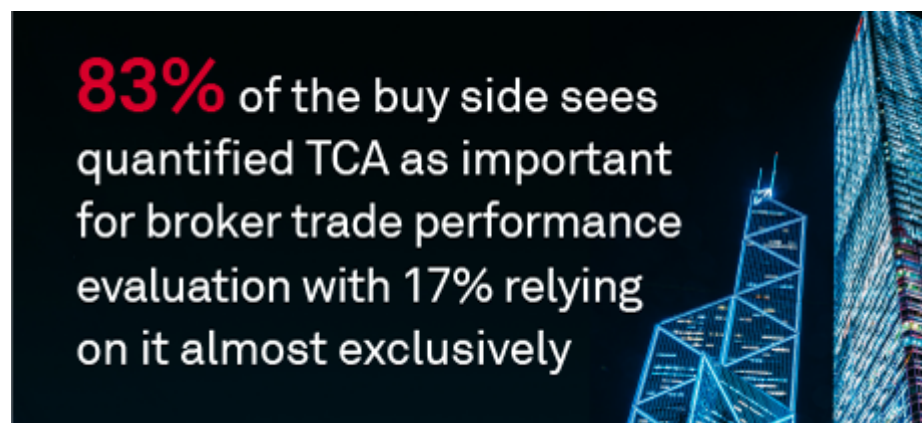 83% of the buy side sees
quantified TCA as important
for broker trade performance
evaluation with 17% relying
on it almost exclusively